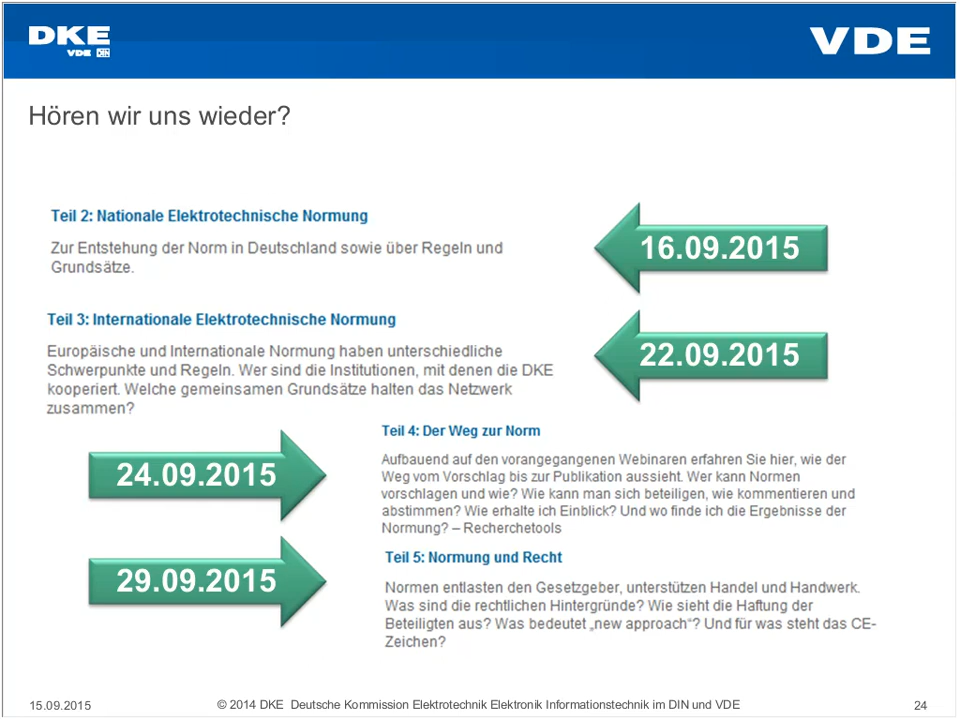 DKE
VDE DIN
VDE
Hören wir uns wieder?
Teil 2: Nationale Elektrotechnische Normung
Zur Entstehung der Norm in Deutschland sowie über Regeln und
Grundsätze.
16.09.2015
Teil 3: Internationale Elektrotechnische Normung
Europäische und Internationale Normung haben unterschiedliche
Schwerpunkte und Regeln. Wer sind die Institutionen, mit denen die DKE
kooperiert. Welche gemeinsamen Grundsätze halten das Netzwerk
zusammen?
22.09.2015
24.09.2015
Teil 4: Der Weg zur Norm
Aufbauend auf den vorangegangenen Webinaren erfahren Sie hier, wie der
Weg vom Vorschlag bis zur Publikation aussieht. Wer kann Normen
vorschlagen und wie? Wie kann man sich beteiligen, wie kommentieren und
abstimmen? Wie erhalte ich Einblick? Und wo finde ich die Ergebnisse der
Normung? – Recherchetools
29.09.2015
Teil 5: Normung und Recht
Normen entlasten den Gesetzgeber, unterstützen Handel und Handwerk.
Was sind die rechtlichen Hintergründe? Wie sieht die Haftung der
Beteiligten aus? Was bedeutet „new approach“? Und für was steht das CE-
Zeichen?
15.09.2015
© 2014 DKE Deutsche Kommission Elektrotechnik Elektronik Informationstechnik im DIN und VDE
24